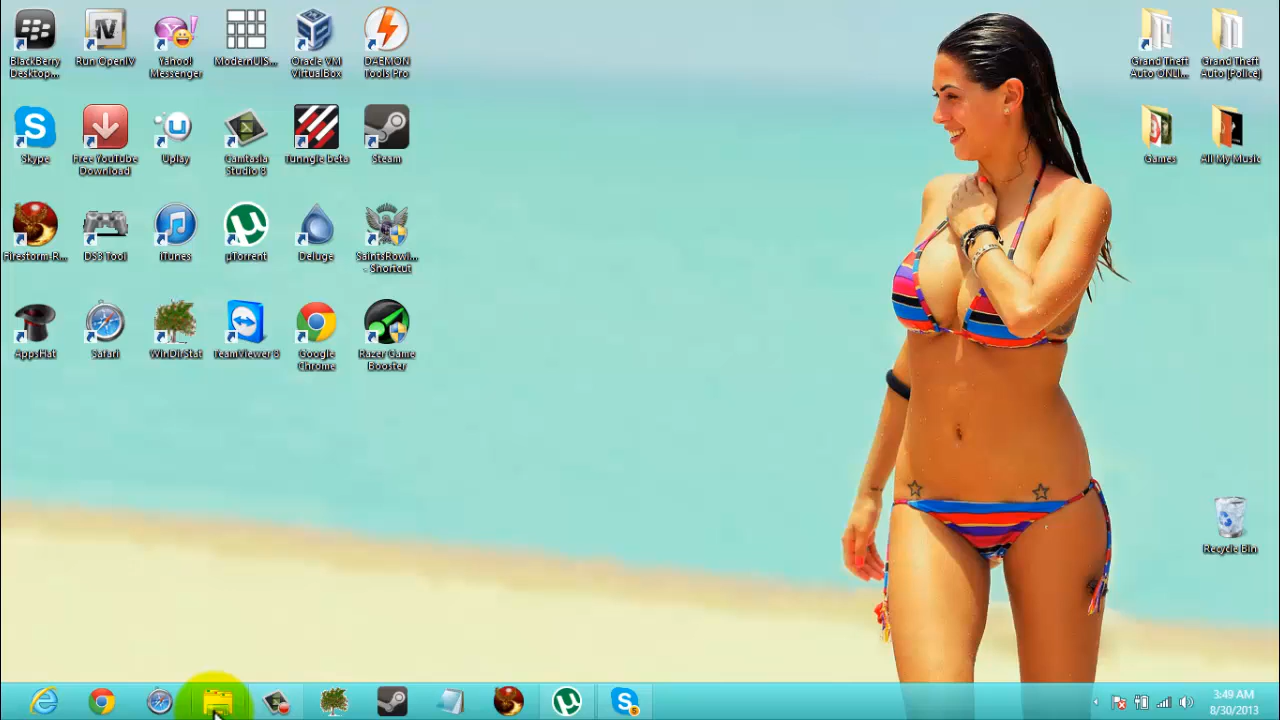 BlackBerry
Desktop...
Run OpenIV
Yahoo!
Messenger
ModernUIS...
Oracle VM
VirtualBox
DAEMON
Tools Pro
Grand Theft
Auto ONLI...
Grand Theft
Auto [Police]
Skype
Free YouTube
Download
Uplay
Camtasia
Studio 8
Tunngle beta
Steam
Games
All My Music
Firestorm-R...
DS3 Tool
iTunes
µTorrent
Deluge
SaintsRowI...
- Shortcut
AppsHat
Safari
WinDirStat
TeamViewer 8
Google
Chrome
Razer Game
Booster
Recycle Bin
3:49 AM
8/30/2013